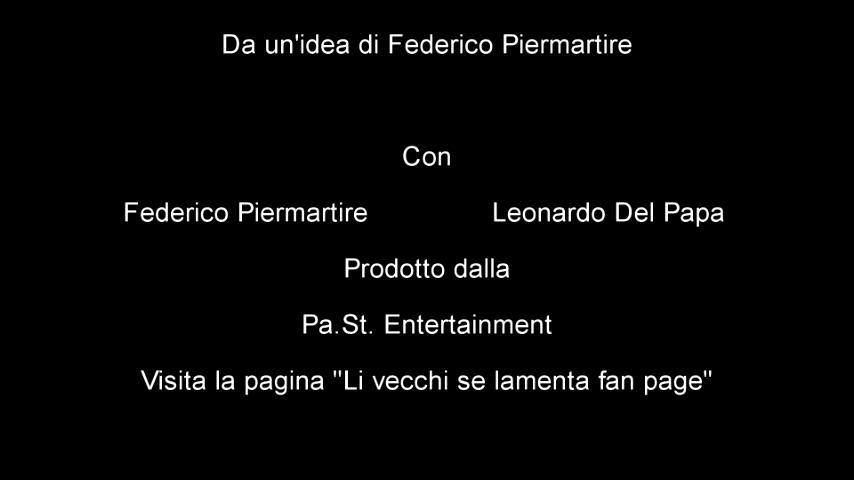 Da un'idea di Federico Piermartire
Con
Federico Piermartire Leonardo Del Papa
Prodotto dalla
Pa.St. Entertainment
Visita la pagina "Li vecchi se lamenta fan page"